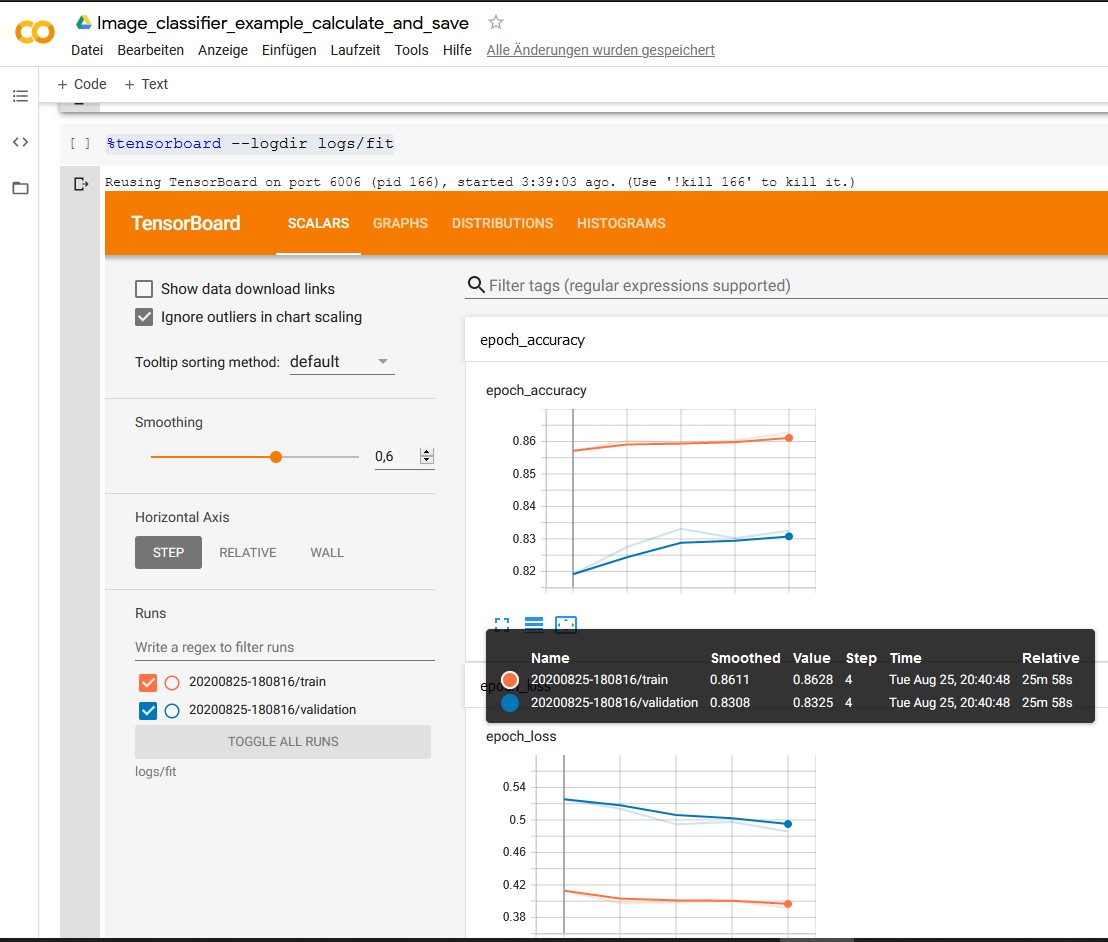 Image_classifier_example_calculate_and_save
Datei Bearbeiten Anzeige Einfügen Laufzeit Tools Hilfe Alle Änderungen wurden gespeichert
+ Code + Text
[ ] %tensorboard --logdir logs/fit
Reusing TensorBoard on port 6006 (pid 166), started 3:39:03 ago. (Use '!kill 166' to kill it.)
TensorBoard SCALARS GRAPHS DISTRIBUTIONS HISTOGRAMS
Show data download links
Ignore outliers in chart scaling
Tooltip sorting method: default
Smoothing
0,6
Horizontal Axis
STEP RELATIVE WALL
Runs
Write a regex to filter runs
20200825-180816/train
20200825-180816/validation
TOGGLE ALL RUNS
logs/fit
Filter tags (regular expressions supported)
epoch_accuracy
epoch_accuracy
0.86
0.85
0.84
0.83
0.82
Name Smoothed Value Step Time Relative
20200825-180816/train 0.8611 0.8628 4 Tue Aug 25, 20:40:48 25m 58s
20200825-180816/validation 0.8308 0.8325 4 Tue Aug 25, 20:40:48 25m 58s
epoch_loss
epoch_loss
0.54
0.5
0.46
0.42
0.38